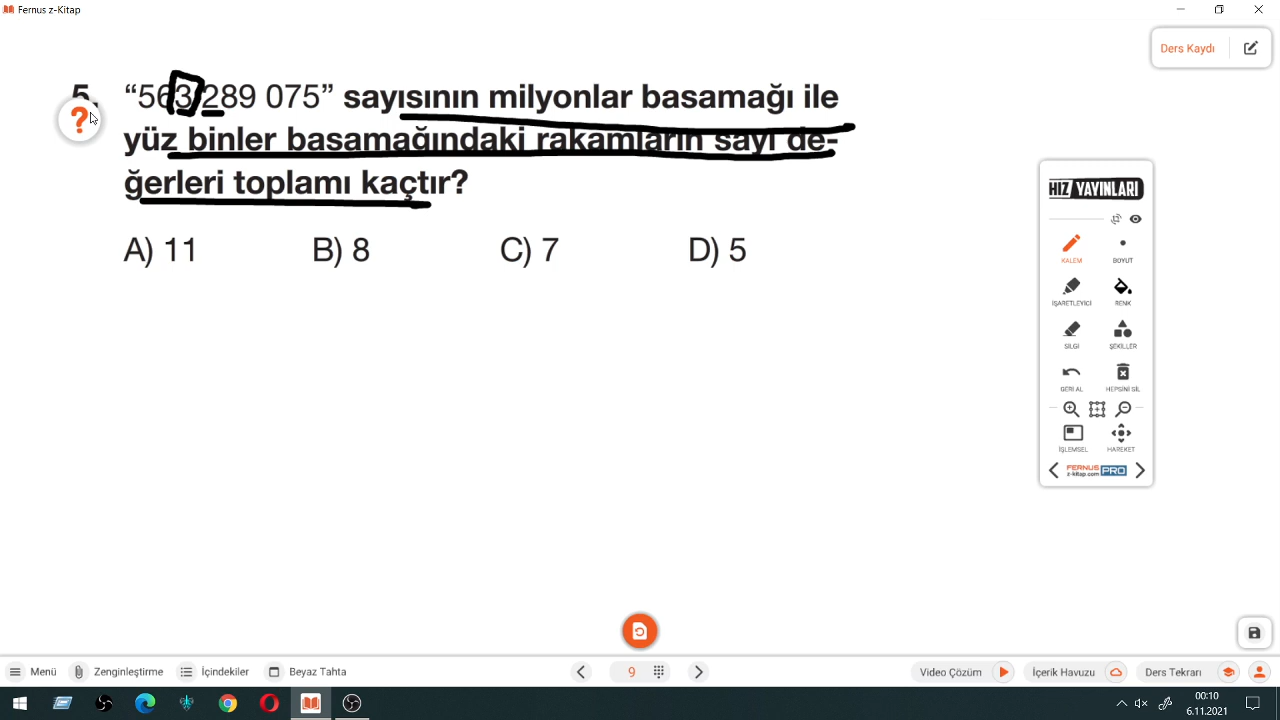 Fernus z-Kitap
Ders Kaydı
5. “563 289 075” sayısının milyonlar basamağı ile
yüz binler basamağındaki rakamların sayı de-
ğerleri toplamı kaçtır?
?
A) 11 B) 8 C) 7 D) 5
HIZ YAYINLARI
KALEM BOYUT
İŞARETLEYİCİ RENK
SİLGİ ŞEKİLLER
GERİ AL HEPSİNİ SİL
İŞLEMSEL HAREKET
FERNUS z-kitap.com PRO
Menü Zenginleştirme İçindekiler Beyaz Tahta 9 Video Çözüm İçerik Havuzu Ders Tekrarı
00:10
6.11.2021